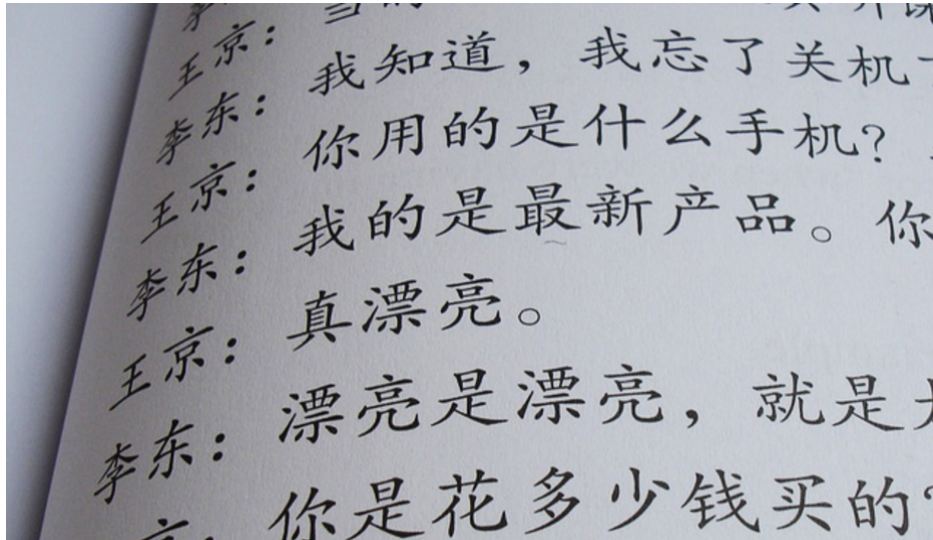 王京：
李东：我知道，我忘了关机
王京：你用的是什么手机？
李东：我的是最新产品。你
王京：真漂亮。
李东：漂亮是漂亮，就是
京：你是花多少钱买的